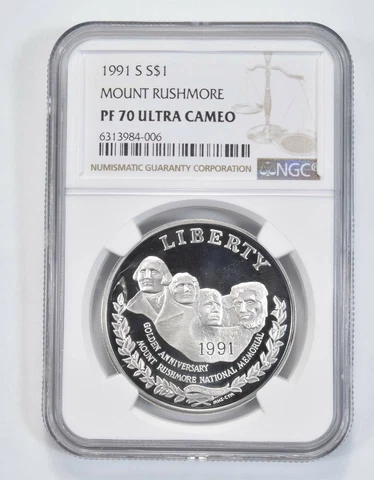 1991 S S$1
MOUNT RUSHMORE
PF 70 ULTRA CAMEO
6313984-006
NUMISMATIC GUARANTY CORPORATION
NGC
LIBERTY
1991
GOLDEN ANNIVERSARY
MOUNT RUSHMORE NATIONAL MEMORIAL